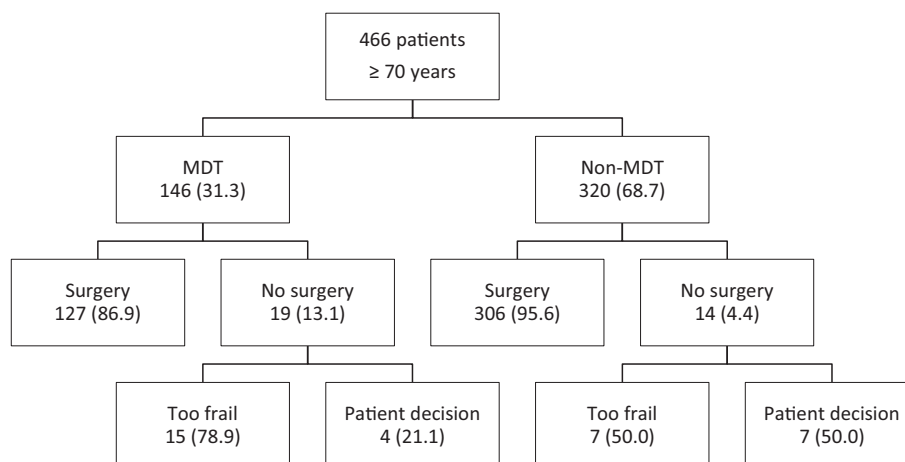 466 patients
≥ 70 years
MDT
146 (31.3)
Non-MDT
320 (68.7)
Surgery
127 (86.9)
No surgery
19 (13.1)
Surgery
306 (95.6)
No surgery
14 (4.4)
Too frail
15 (78.9)
Patient decision
4 (21.1)
Too frail
7 (50.0)
Patient decision
7 (50.0)